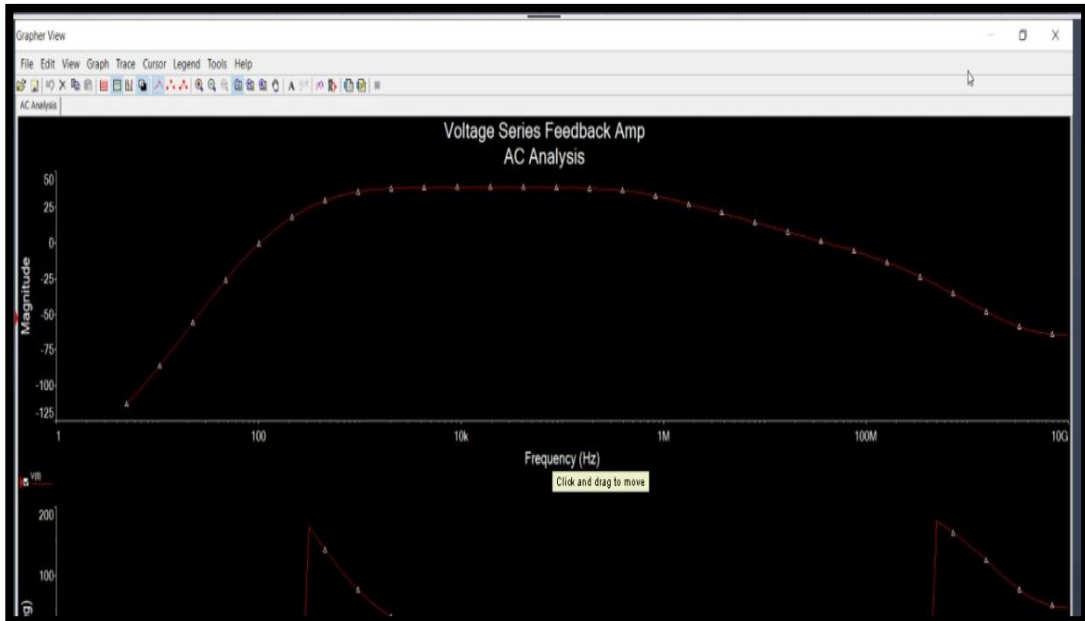 Grapher View
File Edit View Graph Trace Cursor Legend Tools Help
A
AC Analysis
Voltage Series Feedback Amp
AC Analysis
50
25
0
-25
-50
-75
-100
-125
Magnitude
1 100 10k 1M 100M 10G
Frequency (Hz)
Click and drag to move
200
100